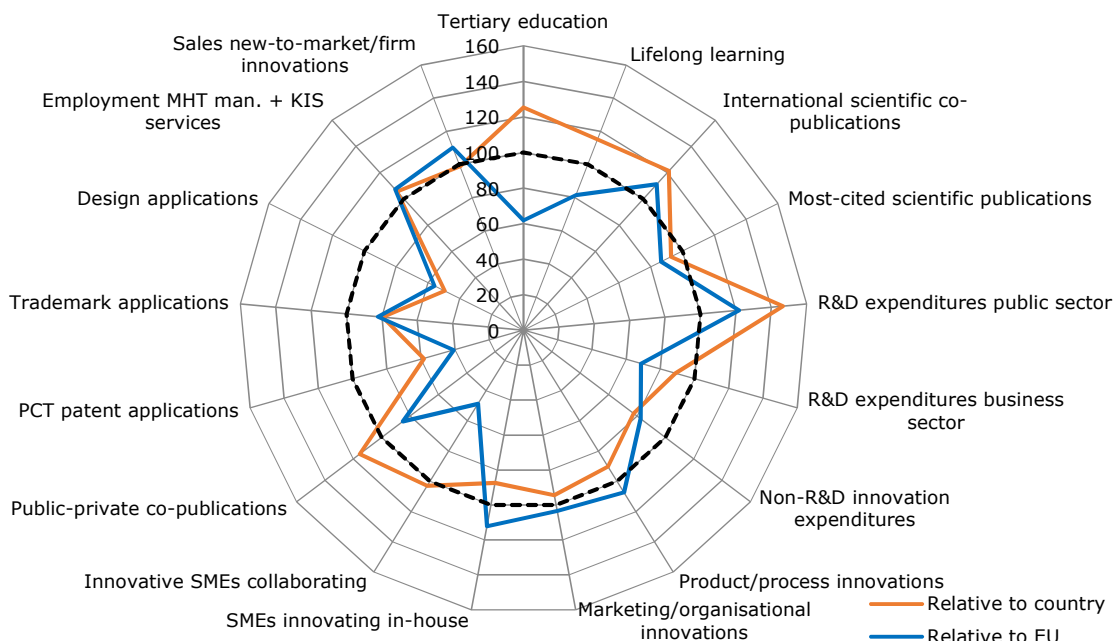 Tertiary education
Lifelong learning
International scientific co-
publications
Most-cited scientific publications
R&D expenditures public sector
R&D expenditures business
sector
Non-R&D innovation
expenditures
Product/process innovations
Marketing/organisational
innovations
SMEs innovating in-house
Innovative SMEs collaborating
Public-private co-publications
PCT patent applications
Trademark applications
Design applications
Employment MHT man. + KIS
services
Sales new-to-market/firm
innovations
160
140
120
100
80
60
40
20
0
Relative to country
Relative to EU